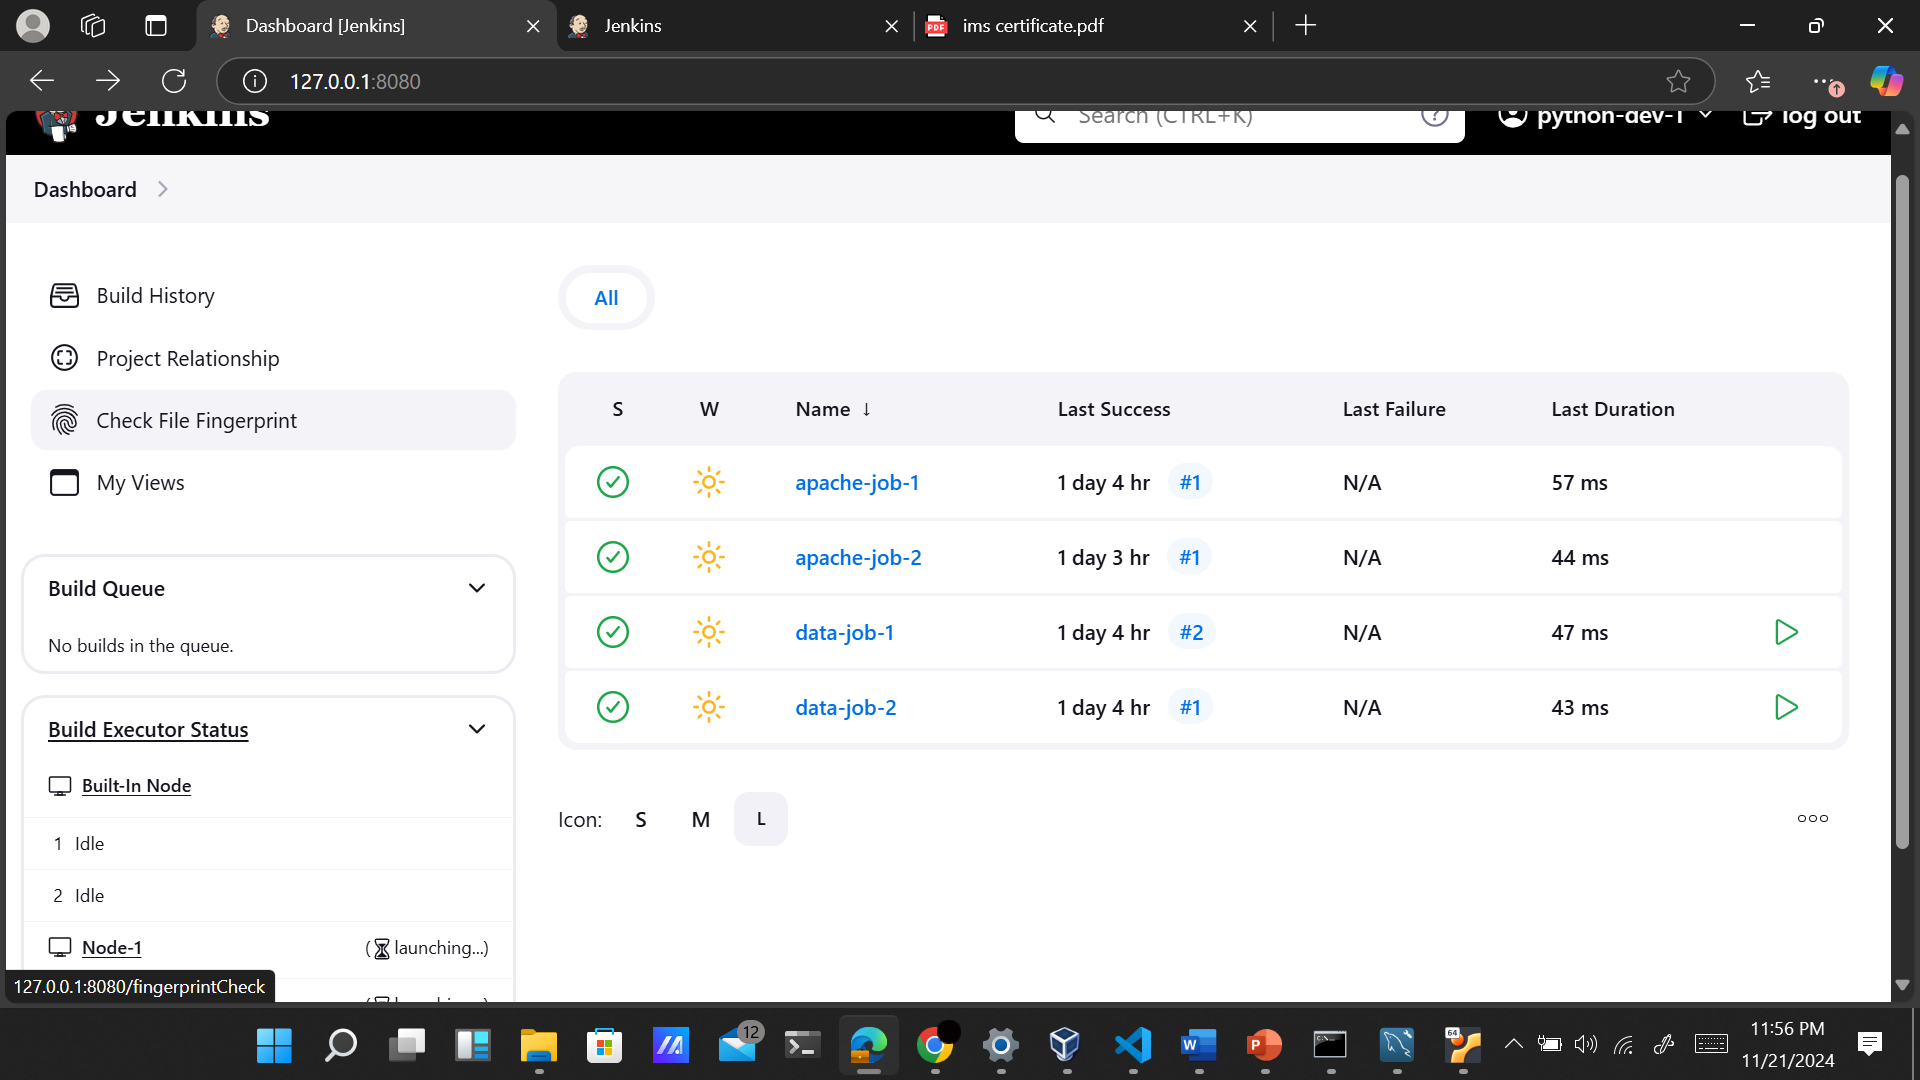 Dashboard [Jenkins]
Jenkins
ims certificate.pdf
127.0.0.1:8080
Jenkins
Search (CTRL+K)
python-dev-1
log out
Dashboard
Build History
Project Relationship
Check File Fingerprint
My Views
Build Queue
No builds in the queue.
Build Executor Status
Built-In Node
1 Idle
2 Idle
Node-1 (launching...)
127.0.0.1:8080/fingerprintCheck
All
S W Name ↓ Last Success Last Failure Last Duration
apache-job-1 1 day 4 hr #1 N/A 57 ms
apache-job-2 1 day 3 hr #1 N/A 44 ms
data-job-1 1 day 4 hr #2 N/A 47 ms
data-job-2 1 day 4 hr #1 N/A 43 ms
Icon: S M L
12
64
11:56 PM
11/21/2024